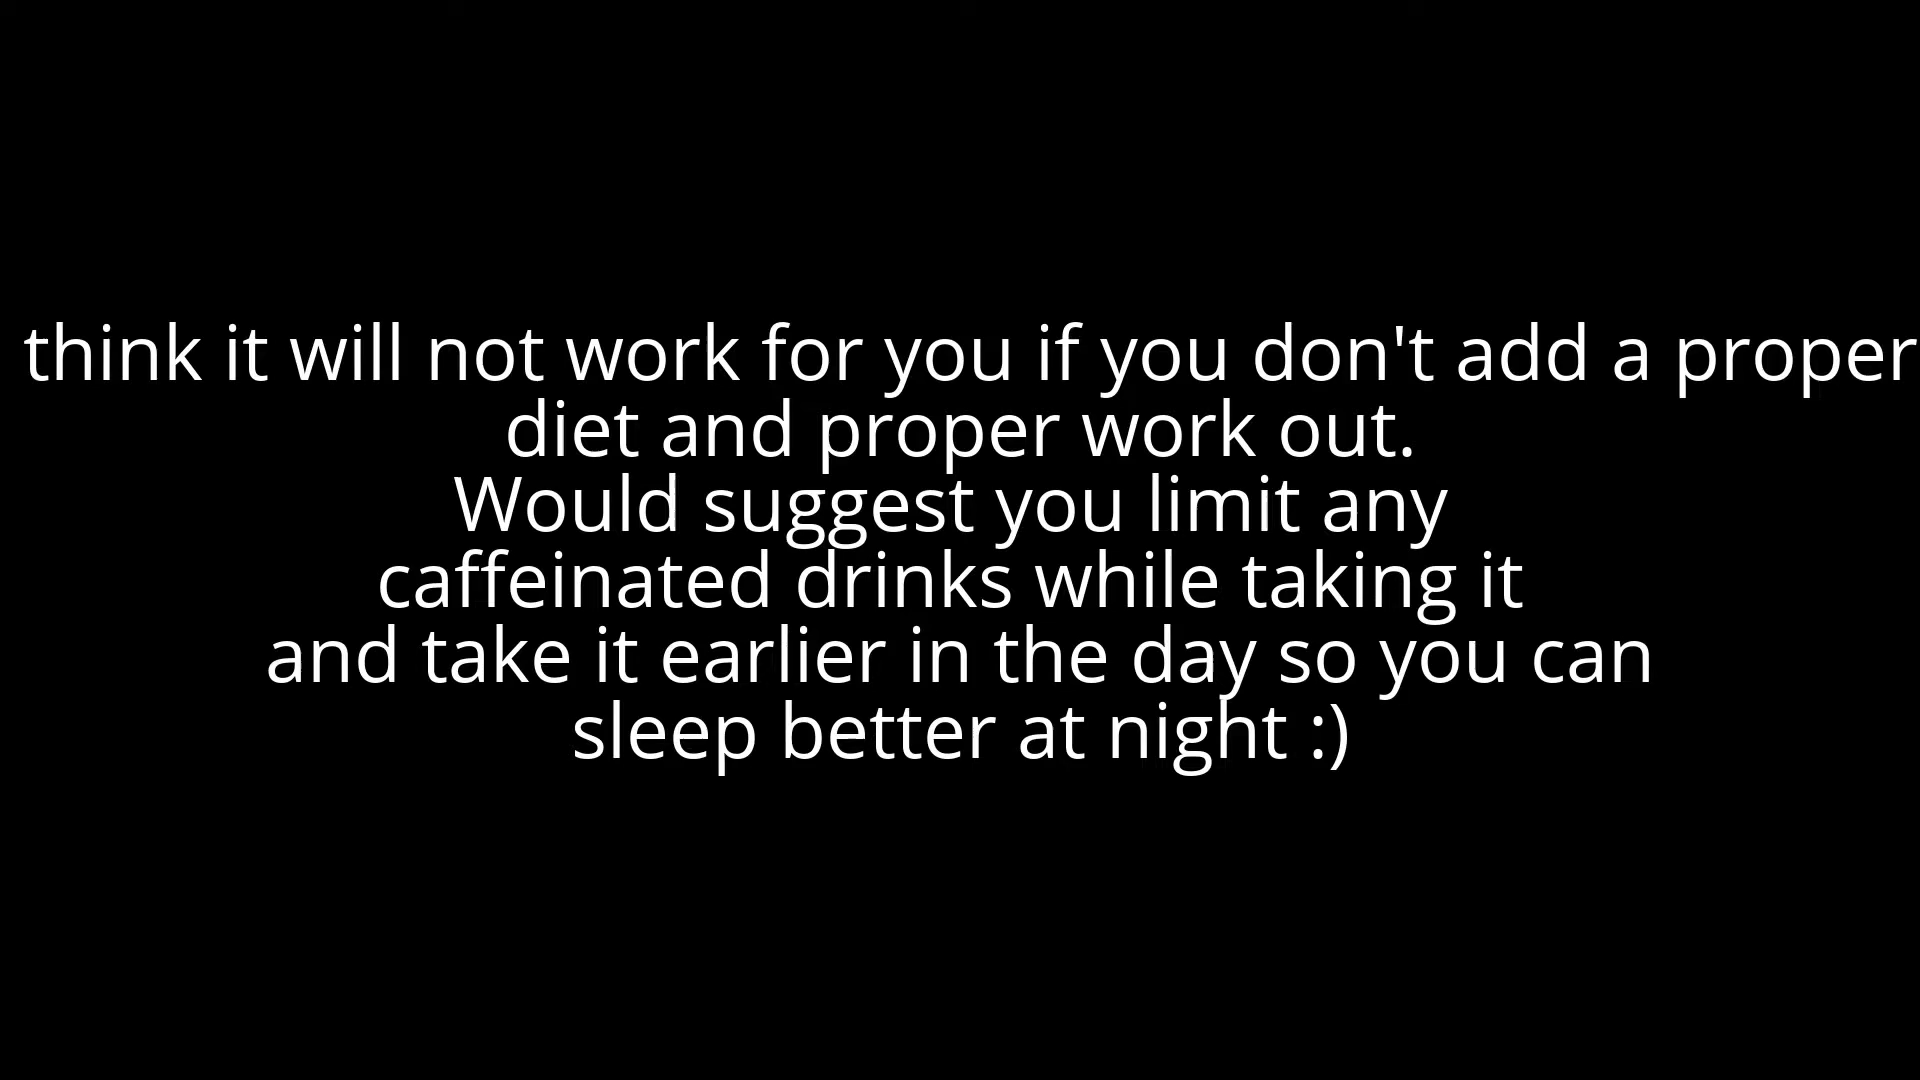 think it will not work for you if you don't add a proper
diet and proper work out.
Would suggest you limit any
caffeinated drinks while taking it
and take it earlier in the day so you can
sleep better at night :)